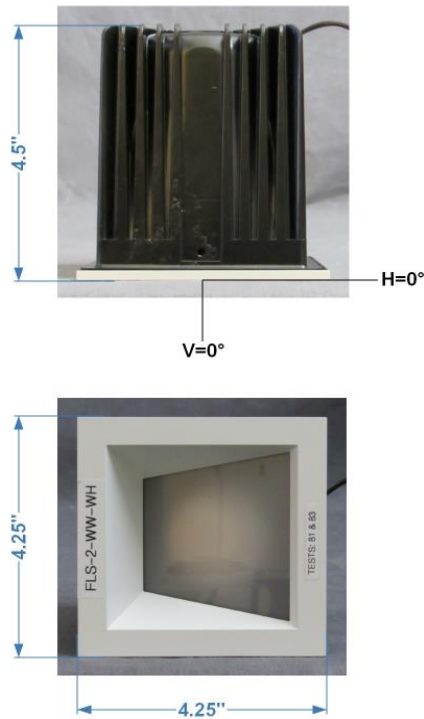 4.5"
H=0°
V=0°
FLS-2-WW-WH
TESTS: 81 & 83
4.25"
4.25"